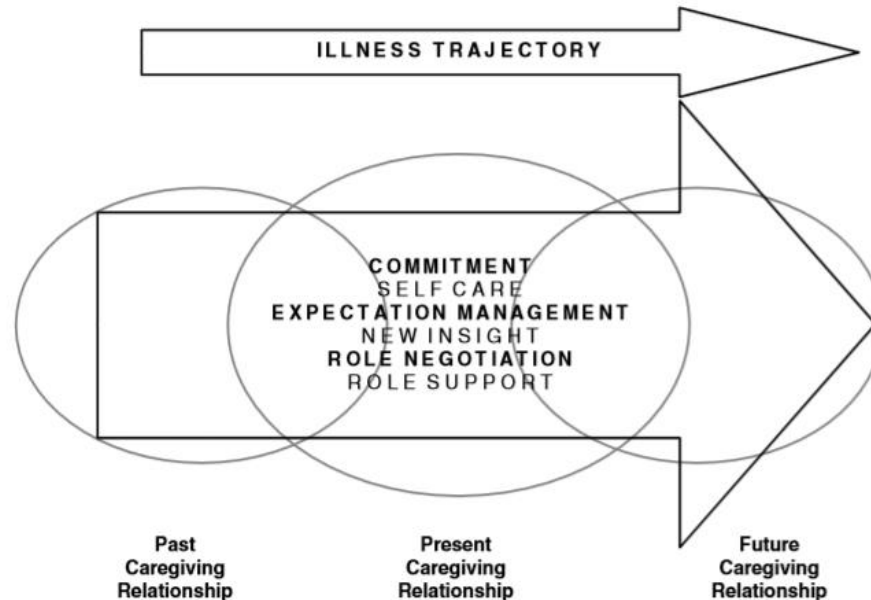 ILLNESS TRAJECTORY
COMMITMENT
SELF CARE
EXPECTATION MANAGEMENT
NEW INSIGHT
ROLE NEGOTIATION
ROLE SUPPORT
Past
Caregiving
Relationship
Present
Caregiving
Relationship
Future
Caregiving
Relationship